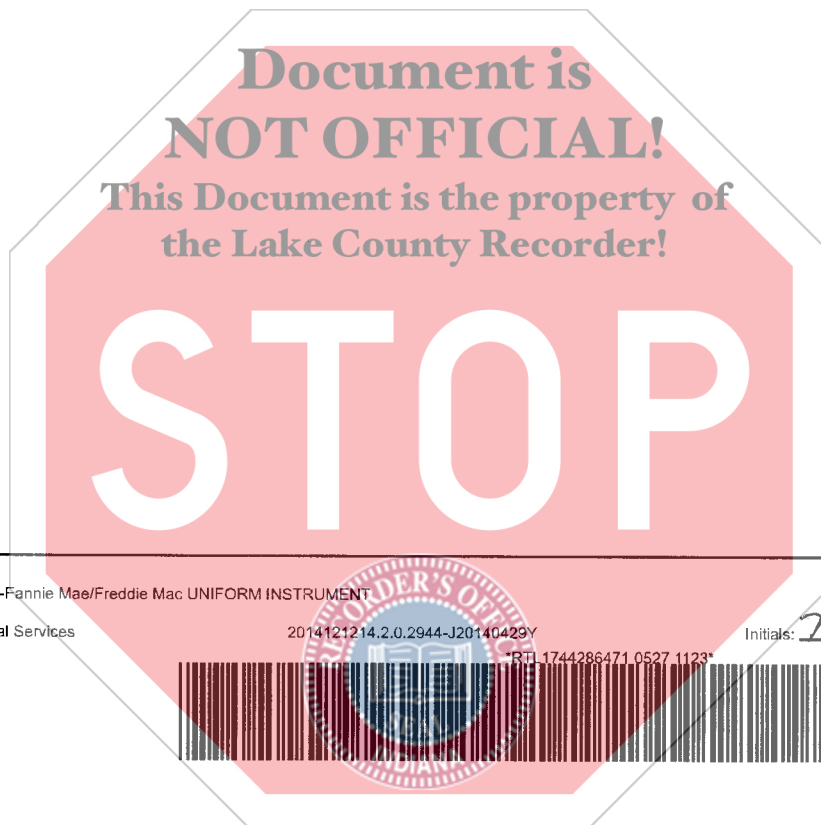 Document is
NOT OFFICIAL!
This Document is the property of
the Lake County Recorder!
STOP
-Fannie Mae/Freddie Mac UNIFORM INSTRUMENT
al Services
2014121214.2.0.2944-J20140429Y
Initials:
*RTL1744286471 0527 1123*
RECORDER'S OFFICE
SEAL
INDIANA